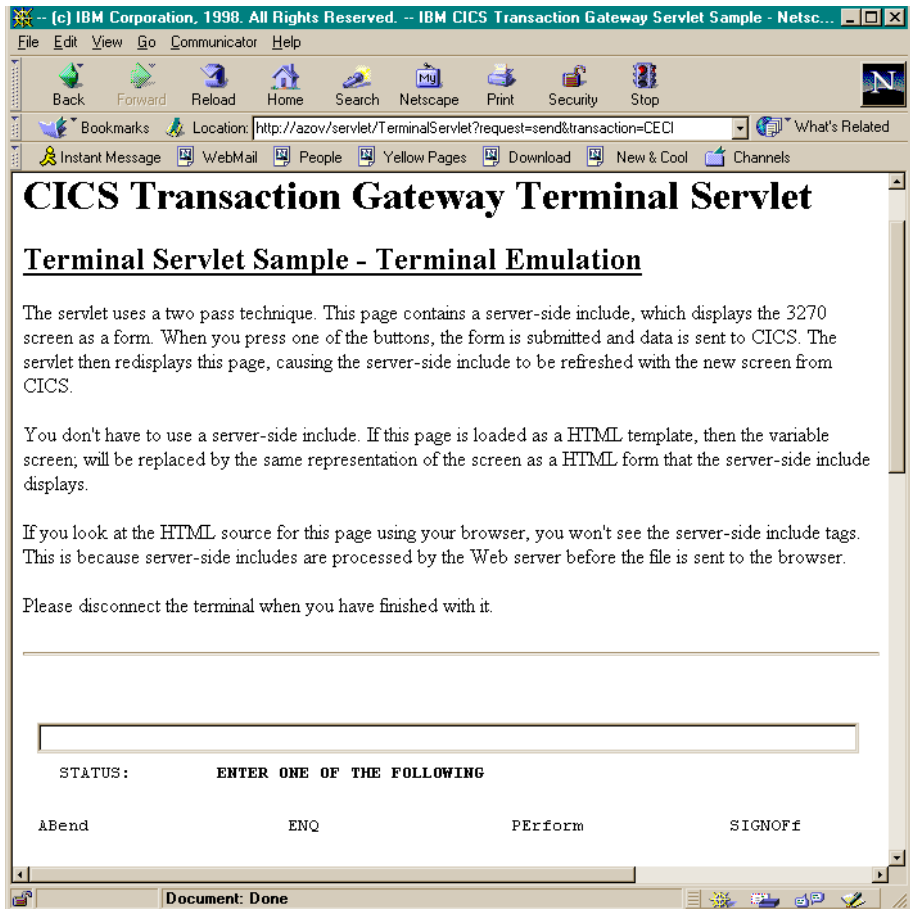 -- (c) IBM Corporation, 1998. All Rights Reserved. -- IBM CICS Transaction Gateway Servlet Sample - Netsc...
File Edit View Go Communicator Help
Back Forward Reload Home Search Netscape Print Security Stop
My
N
Bookmarks Location: http://azov/servlet/TerminalServlet?request=send&transaction=CECI What's Related
Instant Message WebMail People Yellow Pages Download New & Cool Channels
CICS Transaction Gateway Terminal Servlet
Terminal Servlet Sample - Terminal Emulation
The servlet uses a two pass technique. This page contains a server-side include, which displays the 3270
screen as a form. When you press one of the buttons, the form is submitted and data is sent to CICS. The
servlet then redisplays this page, causing the server-side include to be refreshed with the new screen from
CICS.
You don't have to use a server-side include. If this page is loaded as a HTML template, then the variable
screen; will be replaced by the same representation of the screen as a HTML form that the server-side include
displays.
If you look at the HTML source for this page using your browser, you won't see the server-side include tags.
This is because server-side includes are processed by the Web server before the file is sent to the browser.
Please disconnect the terminal when you have finished with it.
STATUS: ENTER ONE OF THE FOLLOWING
ABend ENQ PErform SIGNOFf
Document: Done